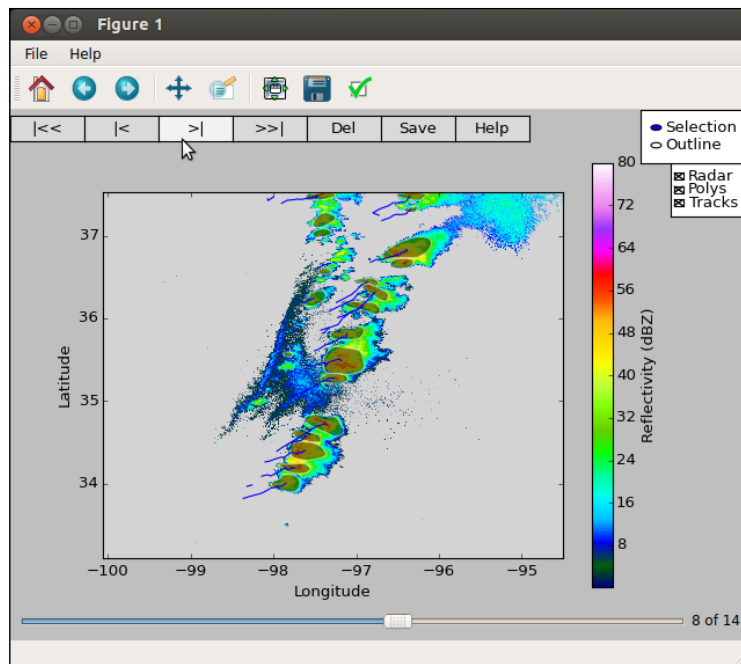 Figure 1
File Help
|<< |< >| >>| Del Save Help
Selection
Outline
Radar
Polys
Tracks
80
72
64
56
48
40
32
24
16
8
Reflectivity (dBZ)
37
36
35
34
Latitude
−100 −99 −98 −97 −96 −95
Longitude
8 of 14